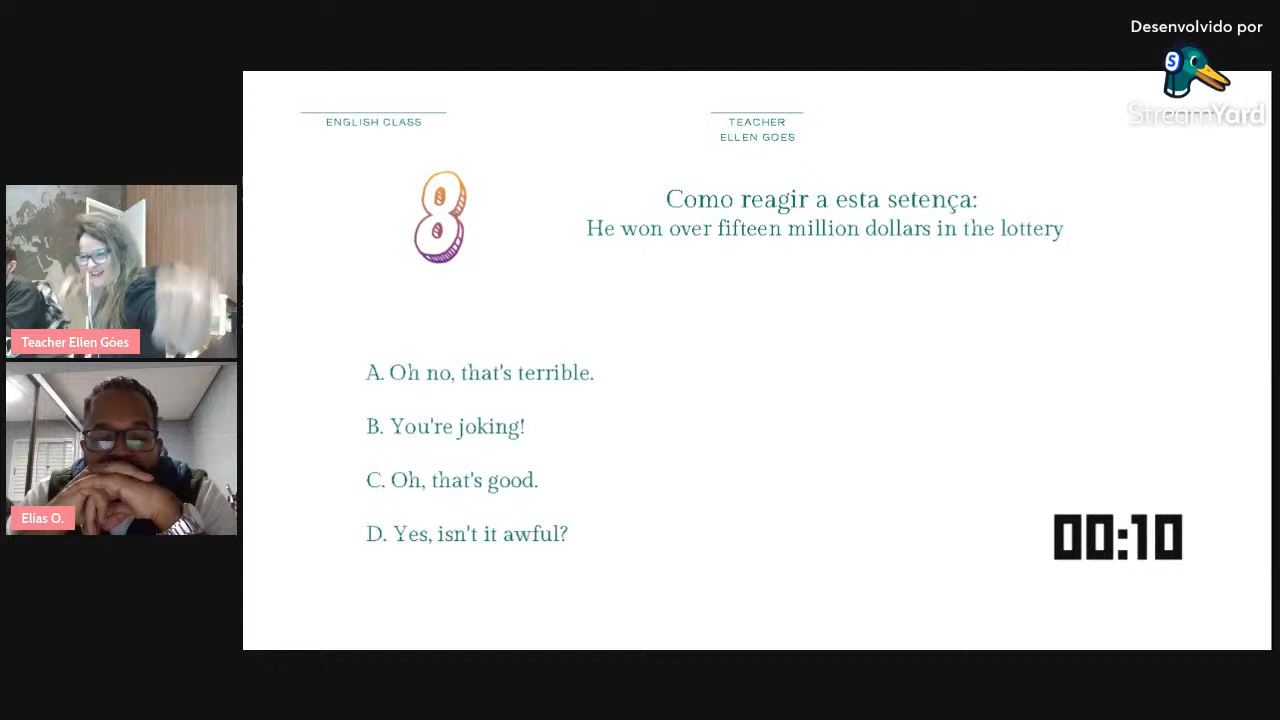 Desenvolvido por
S
StreamYard
ENGLISH CLASS
TEACHER
ELLEN GOES
8
Como reagir a esta setença:
He won over fifteen million dollars in the lottery
A. Oh no, that's terrible.
B. You're joking!
C. Oh, that's good.
D. Yes, isn't it awful?
00:10
Teacher Ellen Góes
Elias O.